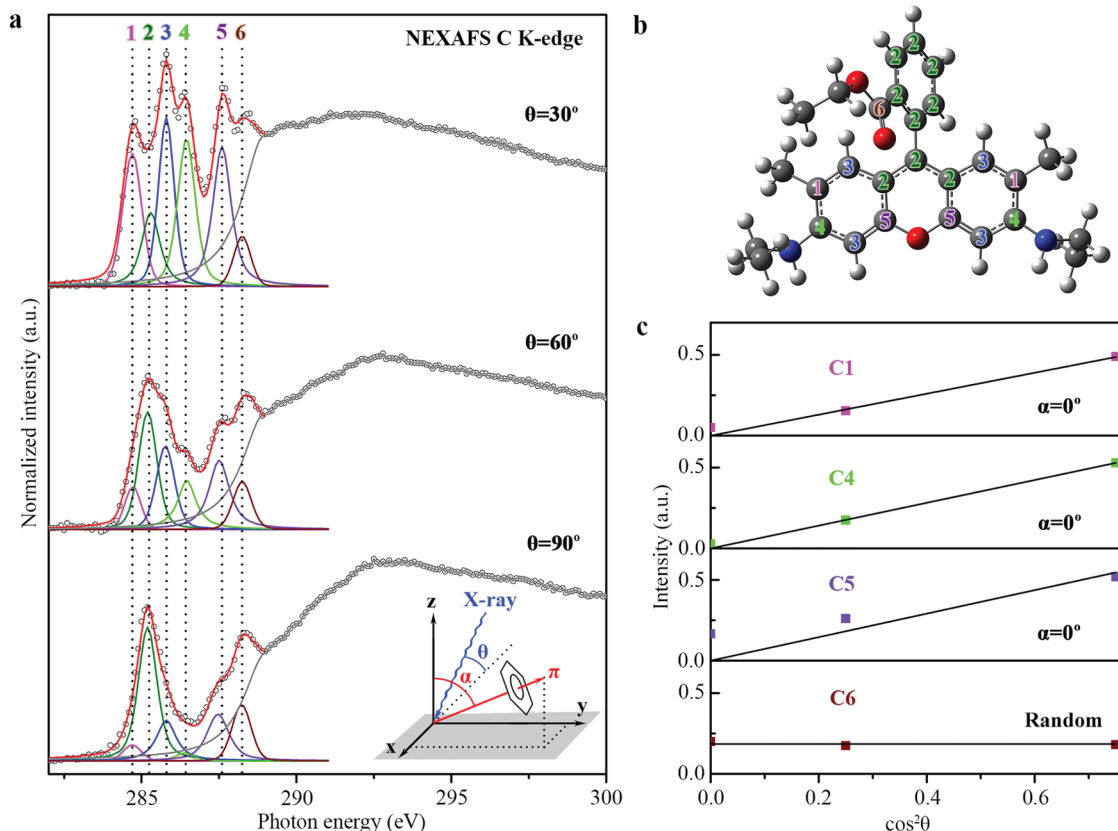 a
1 2 3 4 5 6
NEXAFS C K-edge
θ=30°
θ=60°
θ=90°
z
X-ray
θ
α
π
y
x
Normalized intensity (a.u.)
285 290 295 300
Photon energy (eV)
b
2
2 2
2 2
6
2
3 2 3
1 2 2 1
4 5 5 4
3 3
c
0.5
C1
α=0°
0.0
0.5
C4
α=0°
0.0
0.5
C5
α=0°
0.0
0.5
C6
Random
0.0
Intensity (a.u.)
0.0 0.2 0.4 0.6
cos²θ